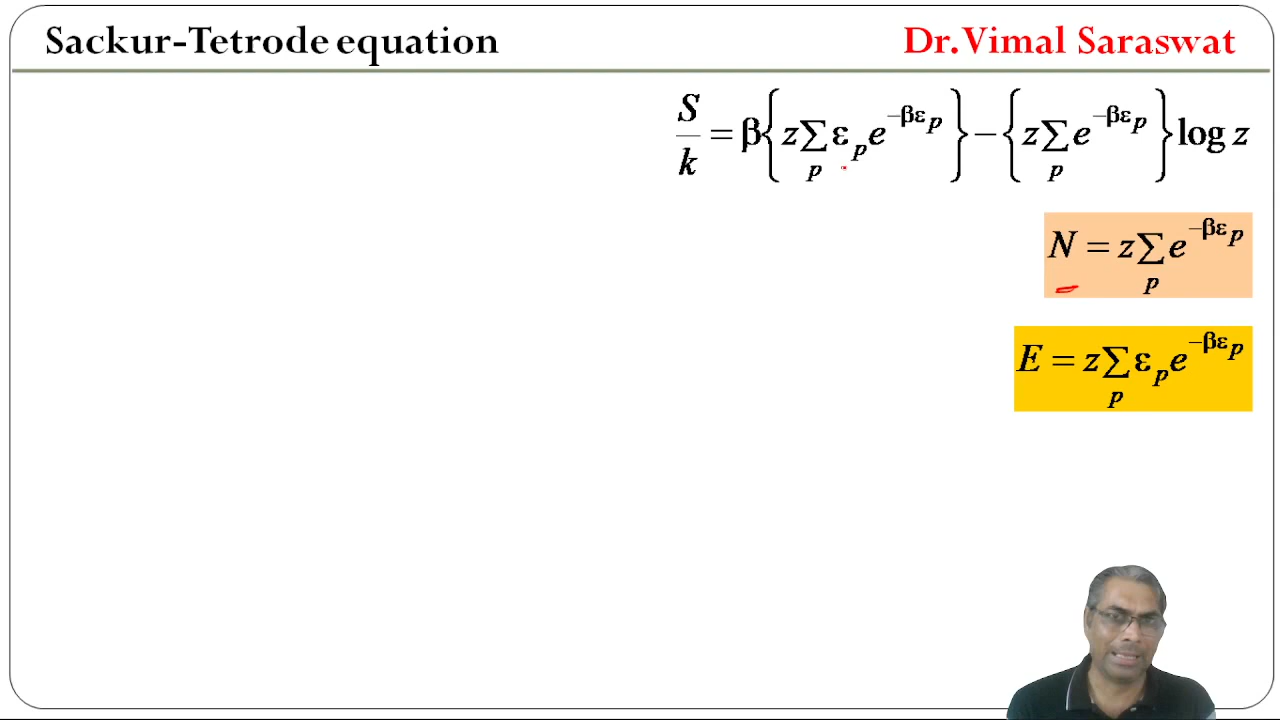 Sackur-Tetrode equation
Dr. Vimal Saraswat
S/k = β{z∑_p ε_p e^{-βε_p}} − {z∑_p e^{-βε_p}} log z
N = z∑_p e^{-βε_p}
E = z∑_p ε_p e^{-βε_p}